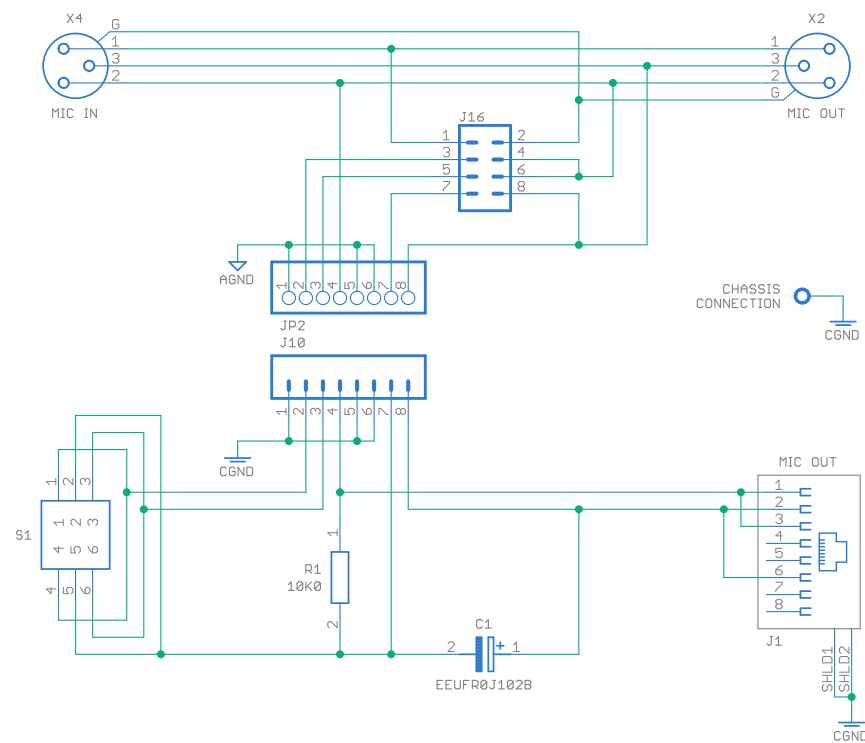 X4
X2
G
1
3
2
MIC IN
1
3
2
G
MIC OUT
J16
1
3
5
7
2
4
6
8
AGND
1 2 3 4 5 6 7 8
JP2
J10
1 2 3 4 5 6 7 8
CGND
CHASSIS
CONNECTION
CGND
MIC OUT
1
2
3
4
5
6
7
8
J1
SHLD1
SHLD2
CGND
S1
1 2 3
1 2 3
4 5 6
4 5 6
1
R1
10K0
2
C1
2
+
1
EEUFR0J102B